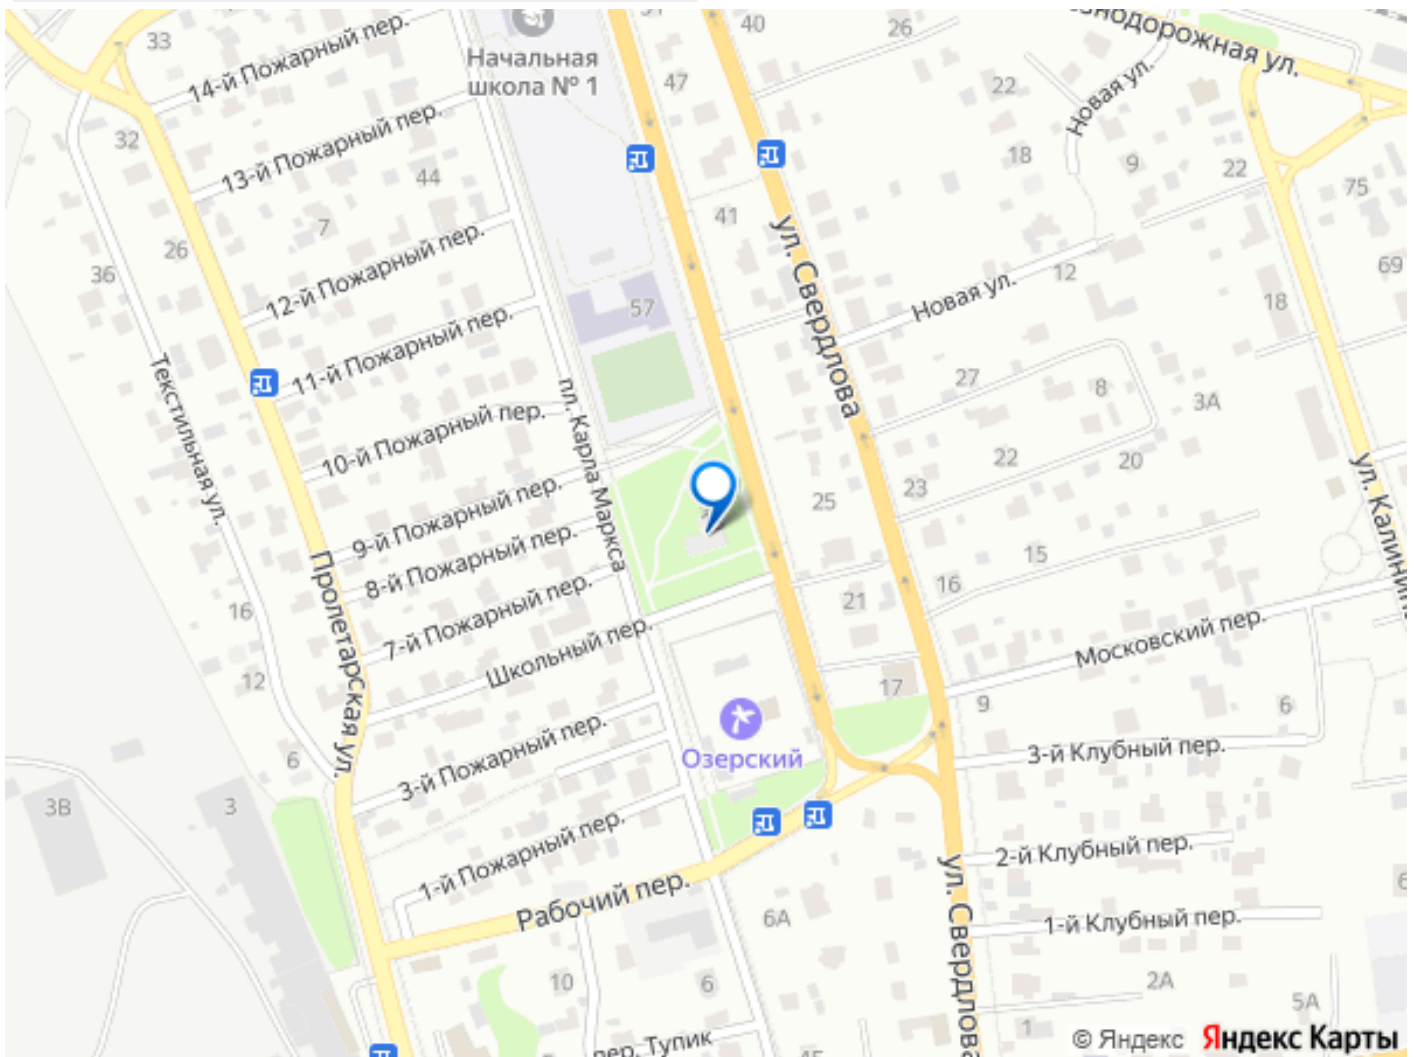 33
14-й Пожарный пер.
Начальная
школа № 1
47
40
26
знодорожная ул.
22
Новая ул.
32
13-й Пожарный пер.
44
18
9
22
75
7
41
ул. Свердлова
26
36
12-й Пожарный пер.
12
69
Новая ул.
57
18
11-й Пожарный пер.
Текстильная ул.
пл. Карла Маркса
27
8
3А
10-й Пожарный пер.
22
20
ул. Калинина
23
25
9-й Пожарный пер.
8-й Пожарный пер.
15
16
16
21
7-й Пожарный пер.
Пролетарская ул.
Школьный пер.
Московский пер.
12
17
9
6
6
3-й Пожарный пер.
Озерский
3-й Клубный пер.
3В
3
1-й Пожарный пер.
2-й Клубный пер.
Рабочий пер.
6А
ул. Свердлова
1-й Клубный пер.
10
6
2А
5А
1
пер. Тупик
© Яндекс Яндекс Карты